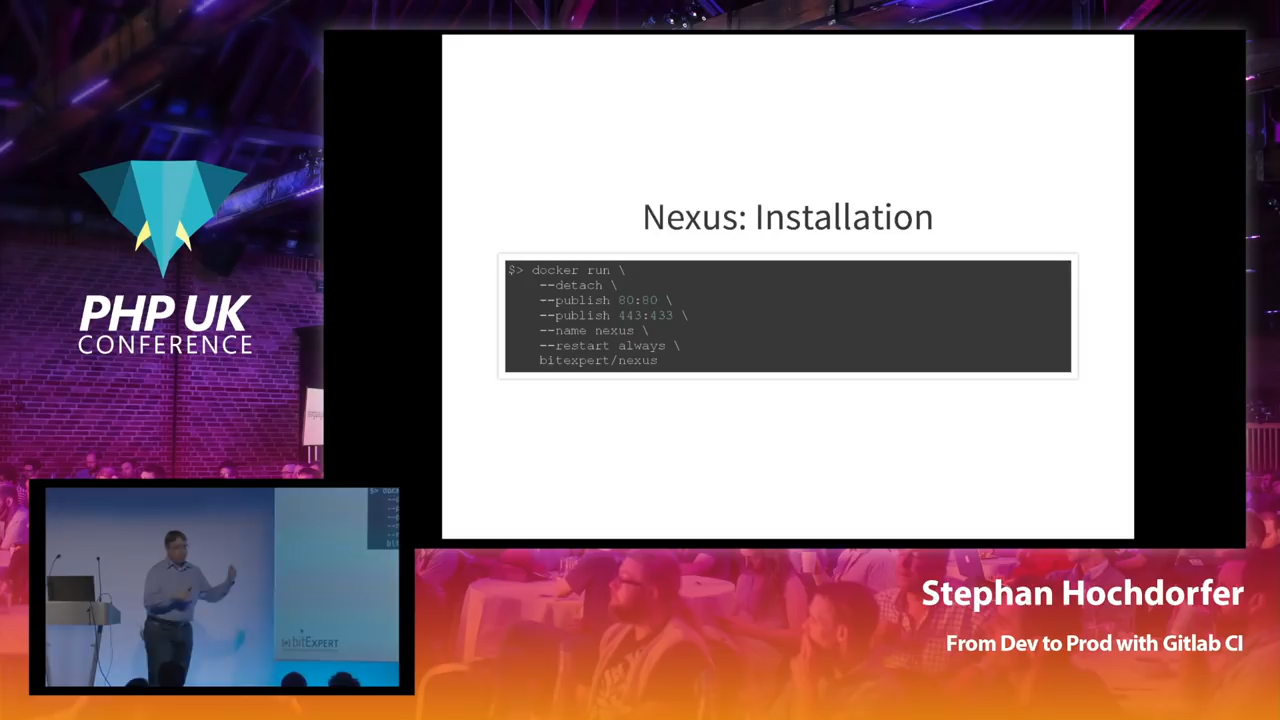 Nexus: Installation
$> docker run \
--detach \
--publish 80:80 \
--publish 443:433 \
--name nexus \
--restart always \
bitexpert/nexus
PHP UK
CONFERENCE
$> doc
bitExpert
Stephan Hochdorfer
From Dev to Prod with Gitlab CI